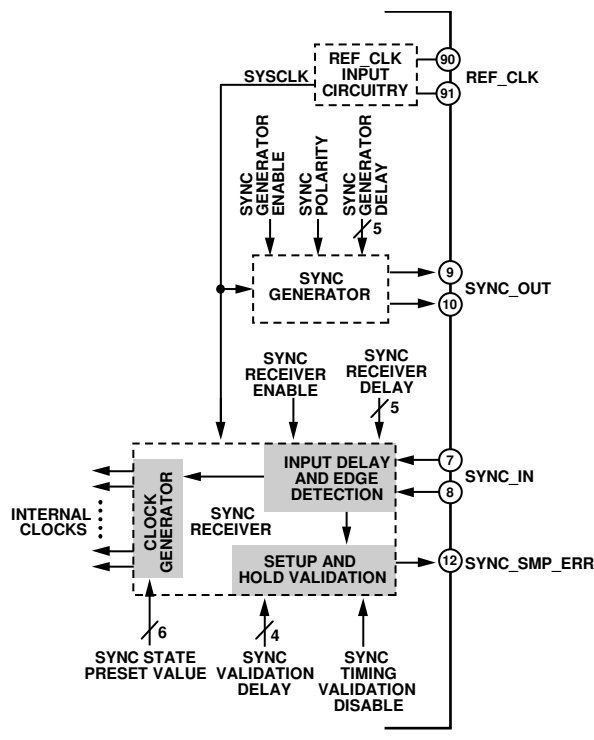 REF_CLK
INPUT
CIRCUITRY
90
91
REF_CLK
SYSCLK
SYNC
GENERATOR
ENABLE
SYNC
POLARITY
SYNC
GENERATOR
DELAY
5
SYNC
GENERATOR
9
10
SYNC_OUT
SYNC
RECEIVER
ENABLE
SYNC
RECEIVER
DELAY
5
INPUT DELAY
AND EDGE
DETECTION
7
8
SYNC_IN
CLOCK
GENERATOR
SYNC
RECEIVER
INTERNAL
CLOCKS
SETUP AND
HOLD VALIDATION
12
SYNC_SMP_ERR
6
SYNC STATE
PRESET VALUE
4
SYNC
VALIDATION
DELAY
SYNC
TIMING
VALIDATION
DISABLE